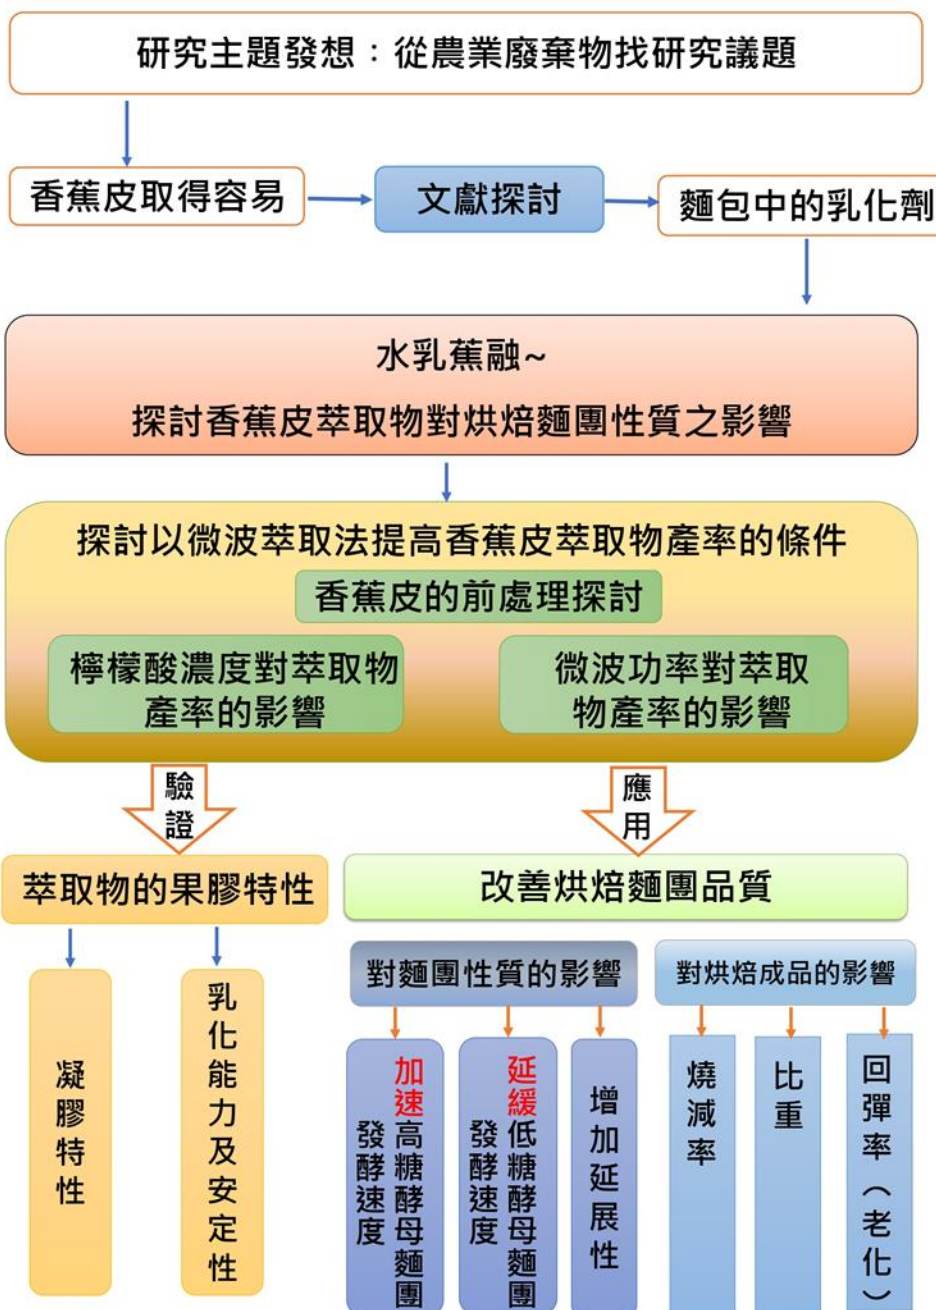 研究主題發想：從農業廢棄物找研究議題
香蕉皮取得容易
文獻探討
麵包中的乳化劑
水乳蕉融~
探討香蕉皮萃取物對烘焙麵團性質之影響
探討以微波萃取法提高香蕉皮萃取物產率的條件
香蕉皮的前處理探討
檸檬酸濃度對萃取物
產率的影響
微波功率對萃取
物產率的影響
驗證
應用
萃取物的果膠特性
改善烘焙麵團品質
凝膠特性
乳化能力及安定性
對麵團性質的影響
對烘焙成品的影響
加速高糖酵母麵團
發酵速度
延緩低糖酵母麵團
發酵速度
增加延展性
燒減率
比重
回彈率（老化）